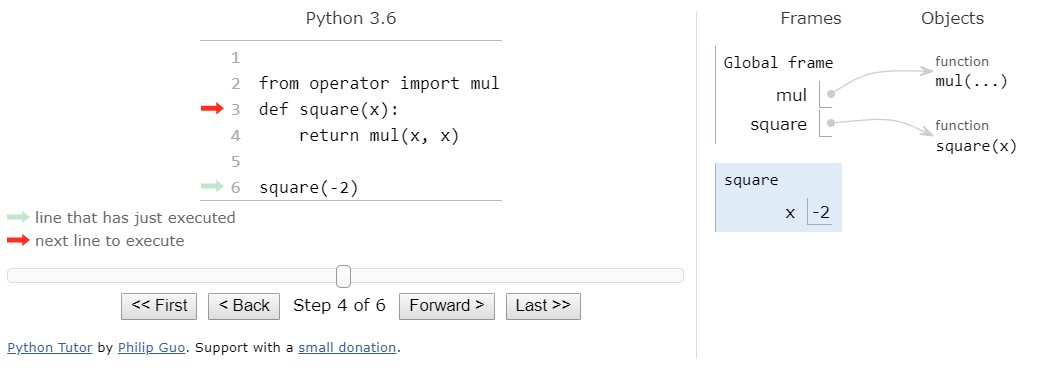 Python 3.6
1
2 from operator import mul
3 def square(x):
4     return mul(x, x)
5
6 square(-2)
line that has just executed
next line to execute
<< First < Back Step 4 of 6 Forward > Last >>
Python Tutor by Philip Guo. Support with a small donation.
Frames Objects
Global frame
mul
square
function
mul(...)
function
square(x)
square
x -2